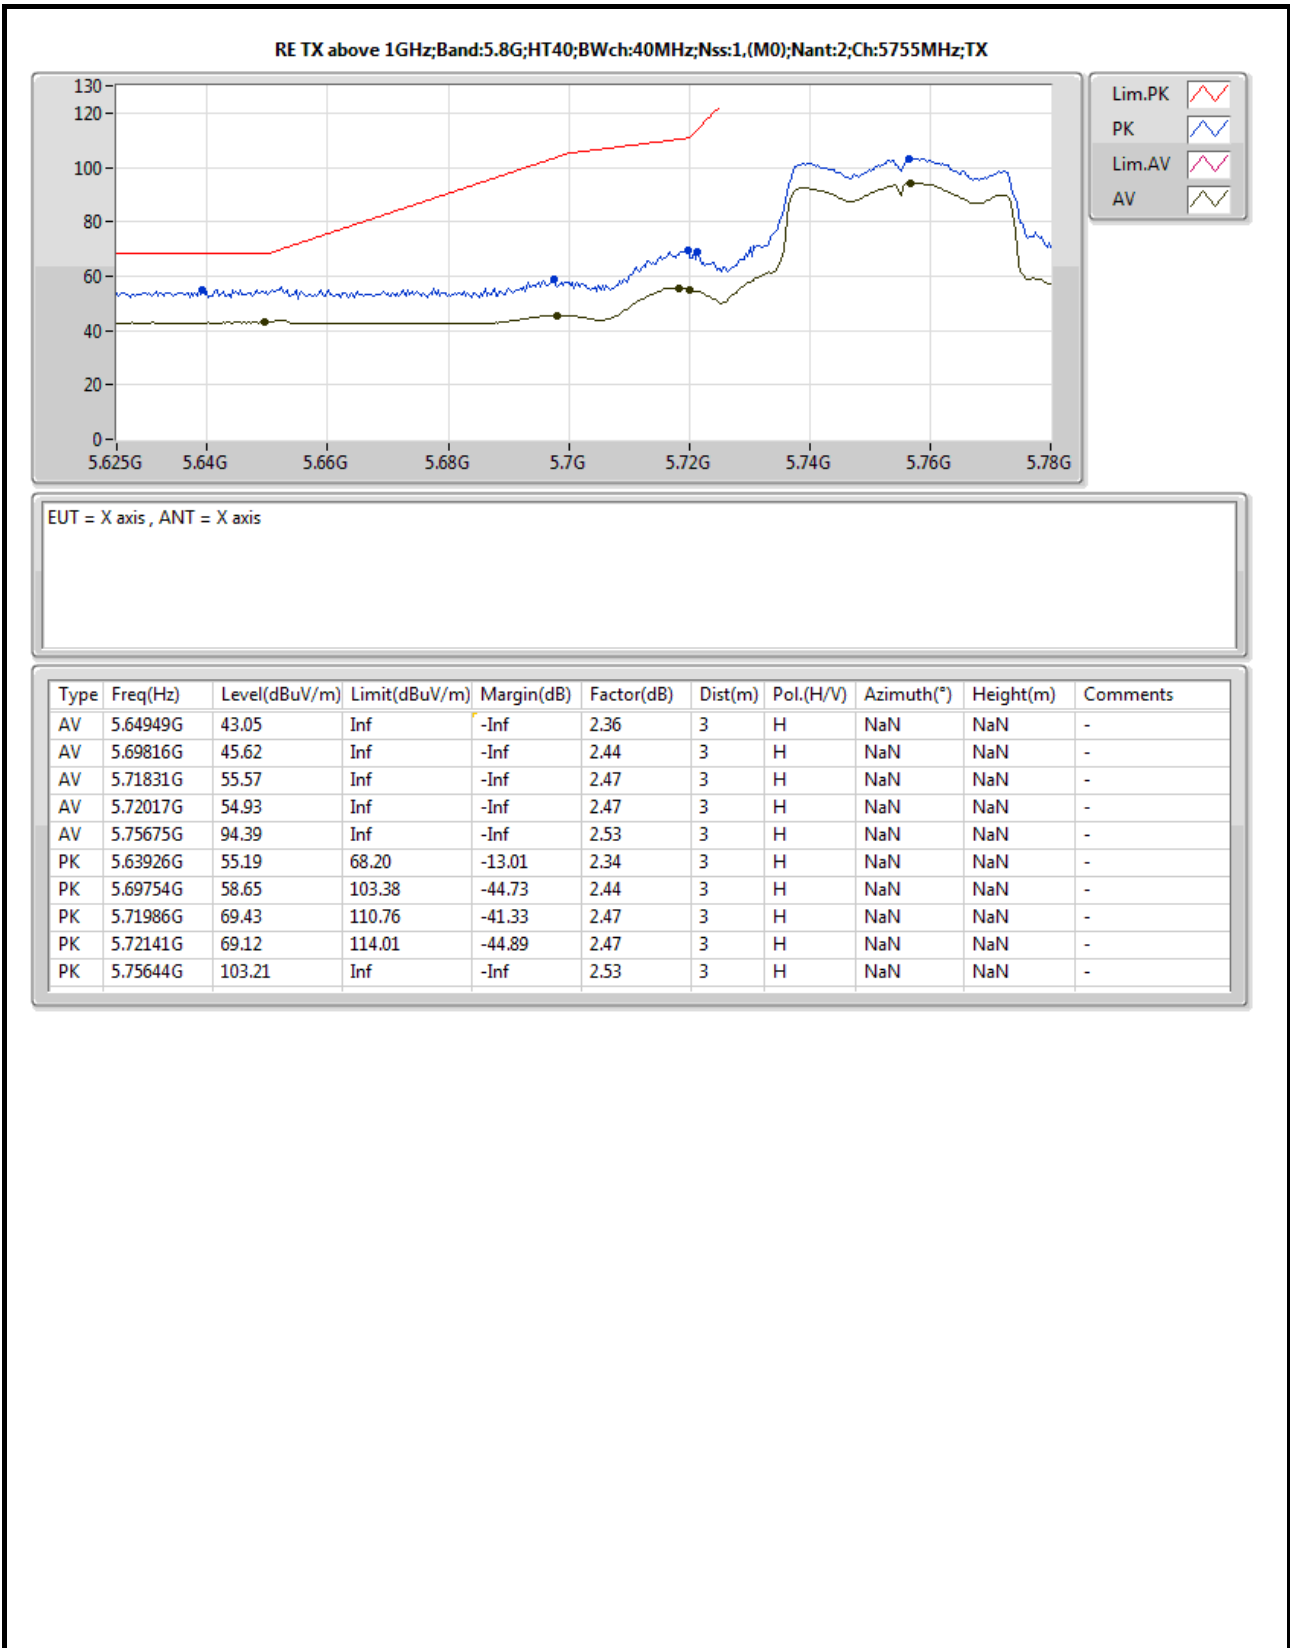 RE TX above 1GHz;Band:5.8G;HT40;BWch:40MHz;Nss:1,(M0);Nant:2;Ch:5755MHz;TX
130
120
100
80
60
40
20
0
5.625G 5.64G 5.66G 5.68G 5.7G 5.72G 5.74G 5.76G 5.78G
Lim.PK
PK
Lim.AV
AV
EUT = X axis , ANT = X axis
Type Freq(Hz) Level(dBuV/m) Limit(dBuV/m) Margin(dB) Factor(dB) Dist(m) Pol.(H/V) Azimuth(°) Height(m) Comments
AV 5.64949G 43.05 Inf -Inf 2.36 3 H NaN NaN -
AV 5.69816G 45.62 Inf -Inf 2.44 3 H NaN NaN -
AV 5.71831G 55.57 Inf -Inf 2.47 3 H NaN NaN -
AV 5.72017G 54.93 Inf -Inf 2.47 3 H NaN NaN -
AV 5.75675G 94.39 Inf -Inf 2.53 3 H NaN NaN -
PK 5.63926G 55.19 68.20 -13.01 2.34 3 H NaN NaN -
PK 5.69754G 58.65 103.38 -44.73 2.44 3 H NaN NaN -
PK 5.71986G 69.43 110.76 -41.33 2.47 3 H NaN NaN -
PK 5.72141G 69.12 114.01 -44.89 2.47 3 H NaN NaN -
PK 5.75644G 103.21 Inf -Inf 2.53 3 H NaN NaN -